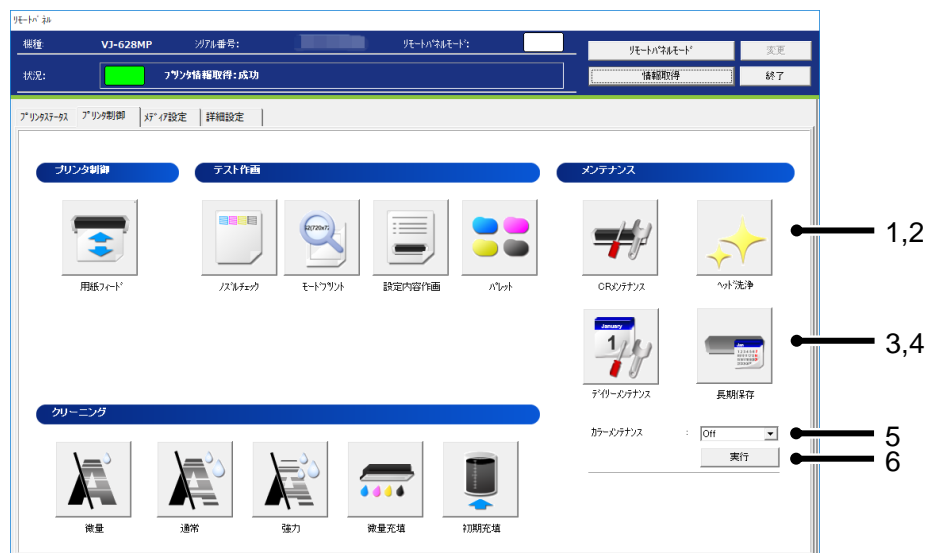 ﾘﾓｰﾄﾊﾟﾈﾙ
機種: VJ-628MP ｼﾘｱﾙ番号: ﾘﾓｰﾄﾊﾟﾈﾙﾓｰﾄﾞ:
ﾘﾓｰﾄﾊﾟﾈﾙﾓｰﾄﾞ 変更
状況: ﾌﾟﾘﾝﾀ情報取得:成功
情報取得 終了
ﾌﾟﾘﾝﾀｽﾃｰﾀｽ ﾌﾟﾘﾝﾀ制御 ﾒﾃﾞｨｱ設定 詳細設定
プリンタ制御 テスト作画 メンテナンス
1,2
用紙ﾌｨｰﾄﾞ ﾉｽﾞﾙﾁｪｯｸ ﾓｰﾄﾞﾌﾟﾘﾝﾄ 設定内容作画 ﾊﾟﾚｯﾄ CRﾒﾝﾃﾅﾝｽ ﾍｯﾄﾞ洗浄
January
1
Jan
3,4
ﾃﾞｲﾘｰﾒﾝﾃﾅﾝｽ 長期保存
クリーニング
ｶﾗｰﾒﾝﾃﾅﾝｽ : Off
5
実行
6
微量 通常 強力 微量充填 初期充填